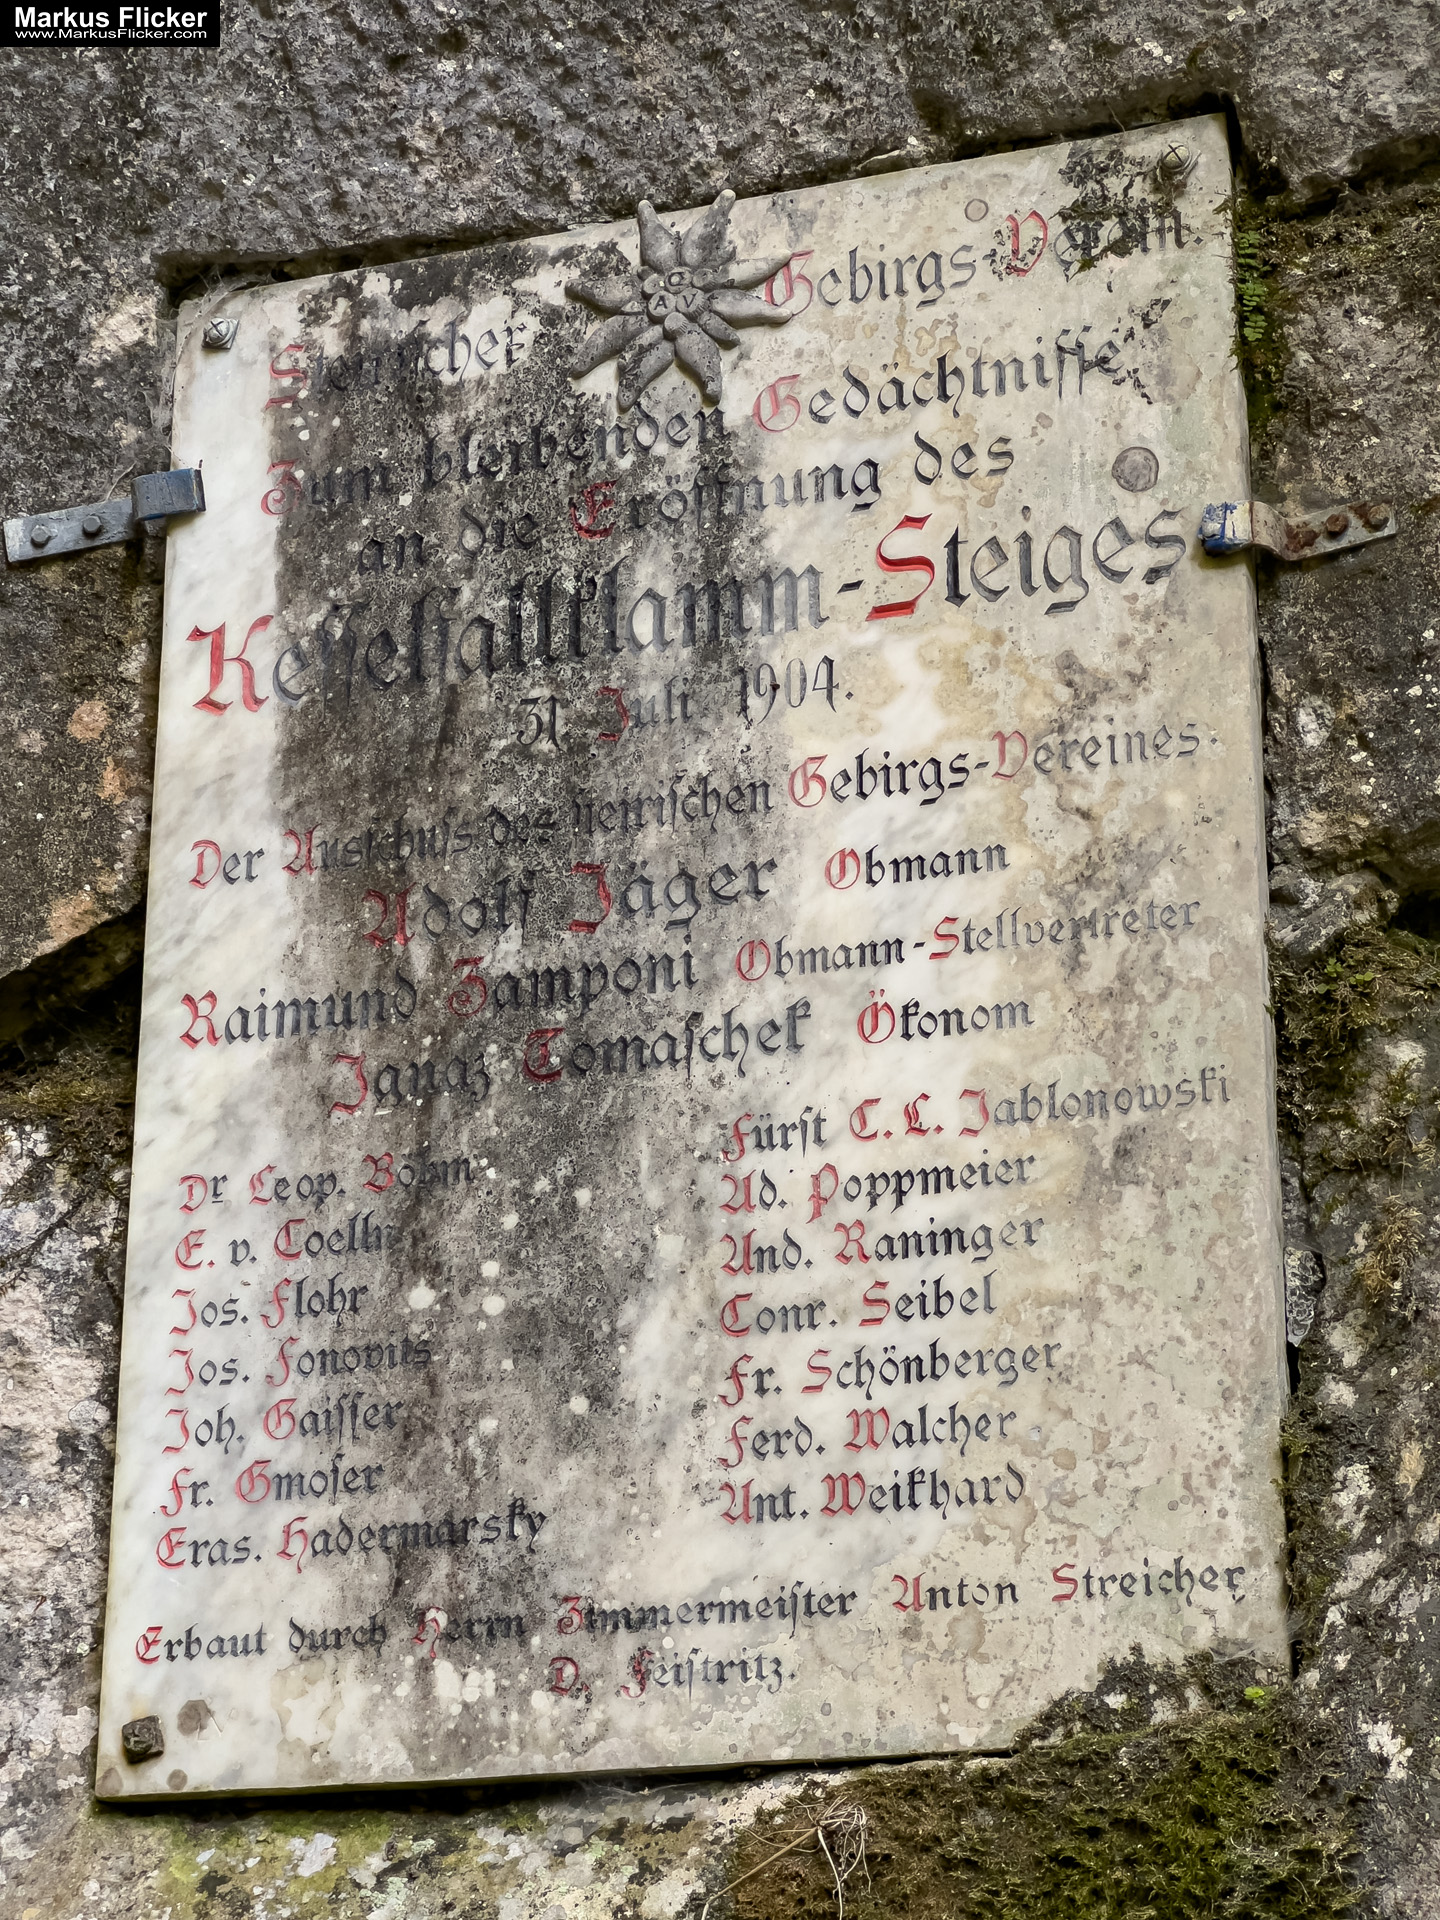 Markus Flicker
www.MarkusFlicker.com
Steirischer Gebirgs-Verein.
Œ AV
Zum bleibenden Gedächtnisse
an die Eröffnung des
Kesselfallklamm-Steiges
31 Juli 1904.
Der Ausschuss des steirischen Gebirgs-Vereines.
Adolf Jäger Obmann
Raimund Zamponi Obmann-Stellvertreter
Ignaz Tomaschek Ökonom
Dr Leop. Böhm
E. v. Coelln
Jos. Flohr
Jos. Fonovits
Joh. Gaisser
Fr. Gmoser
Eras. Hadermarsky
Fürst C. L. Jablonowski
Ad. Poppmeier
And. Raninger
Conr. Seibel
Fr. Schönberger
Ferd. Walcher
Ant. Weikhard
Erbaut durch Herrn Zimmermeister Anton Streicher
D. Feistritz.